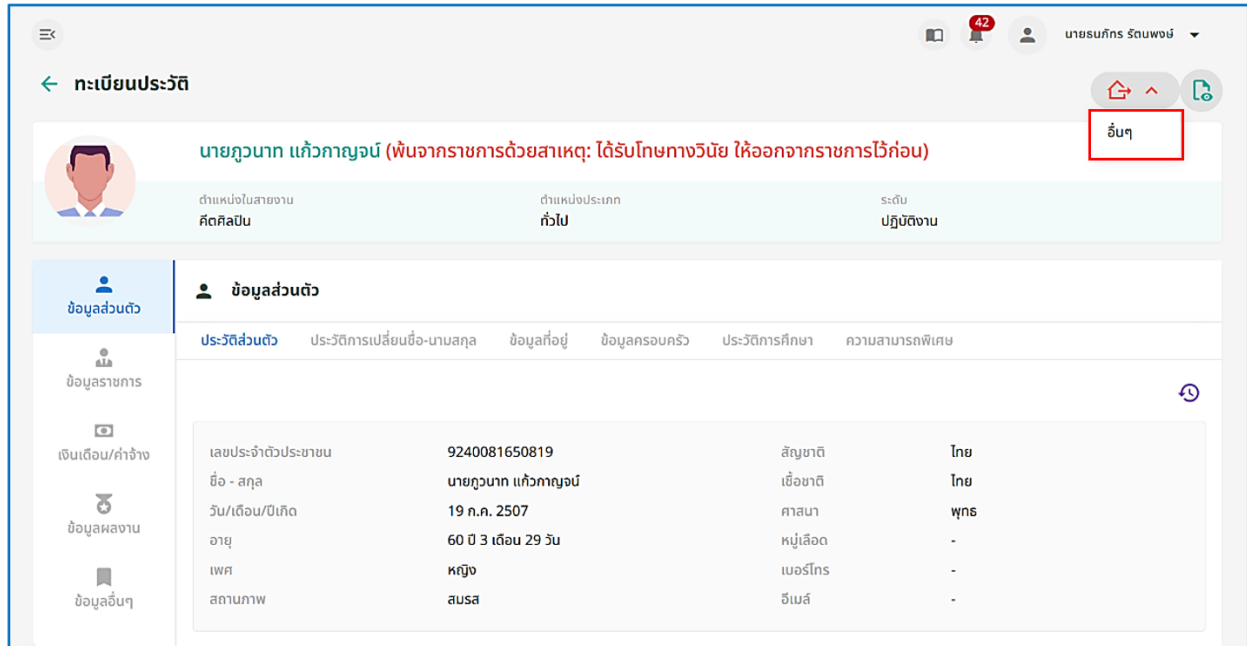 42
นายธนภัทร รัตนพงษ์
ทะเบียนประวัติ
อื่นๆ
นายภูวนาท แก้วกาญจน์ (พ้นจากราชการด้วยสาเหตุ: ได้รับโทษทางวินัย ให้ออกจากราชการไว้ก่อน)
ตำแหน่งในสายงาน ตำแหน่งประเภท ระดับ
คีตศิลปิน ทั่วไป ปฏิบัติงาน
ข้อมูลส่วนตัว
ข้อมูลราชการ
เงินเดือน/ค่าจ้าง
ข้อมูลผลงาน
ข้อมูลอื่นๆ
ข้อมูลส่วนตัว
ประวัติส่วนตัว ประวัติการเปลี่ยนชื่อ-นามสกุล ข้อมูลที่อยู่ ข้อมูลครอบครัว ประวัติการศึกษา ความสามารถพิเศษ
เลขประจำตัวประชาชน 9240081650819 สัญชาติ ไทย
ชื่อ - สกุล นายภูวนาท แก้วกาญจน์ เชื้อชาติ ไทย
วัน/เดือน/ปีเกิด 19 ก.ค. 2507 ศาสนา พุทธ
อายุ 60 ปี 3 เดือน 29 วัน หมู่เลือด -
เพศ หญิง เบอร์โทร -
สถานภาพ สมรส อีเมล์ -